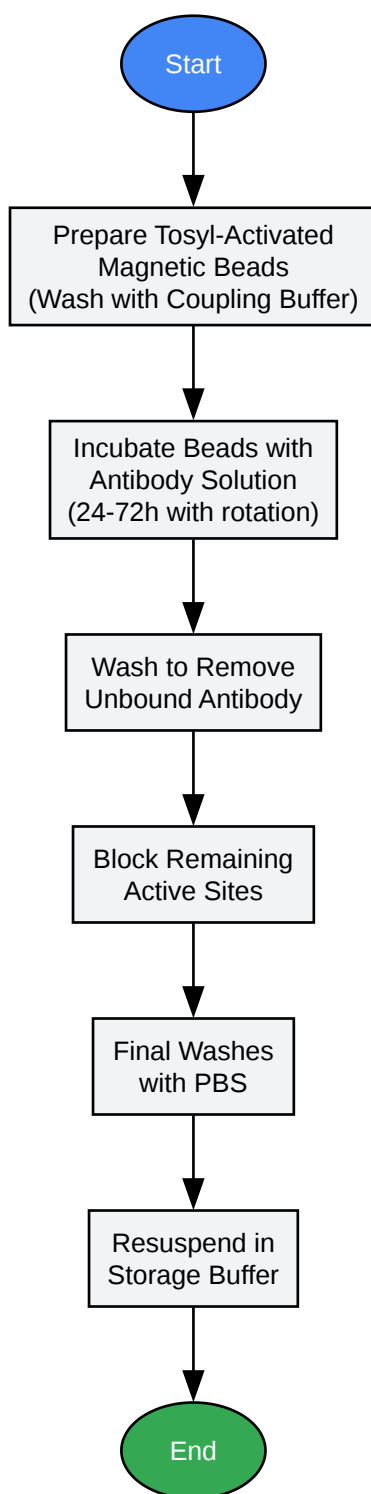 Start
Prepare Tosyl-Activated
Magnetic Beads
(Wash with Coupling Buffer)
Incubate Beads with
Antibody Solution
(24-72h with rotation)
Wash to Remove
Unbound Antibody
Block Remaining
Active Sites
Final Washes
with PBS
Resuspend in
Storage Buffer
End